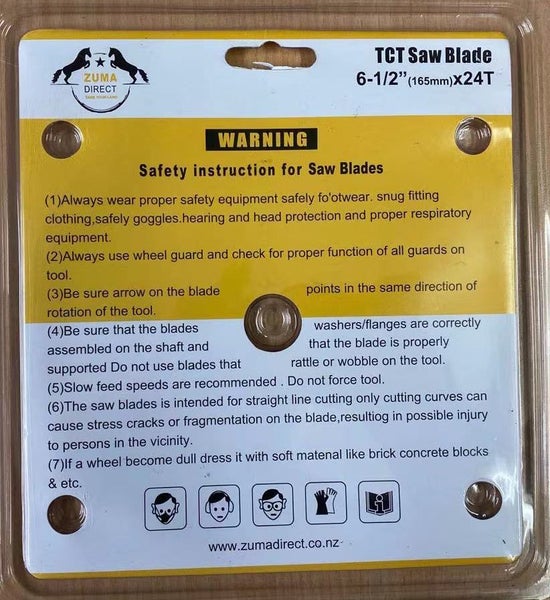 ZUMA
DIRECT
TCT Saw Blade
6-1/2”(165mm)x24T
WARNING
Safety instruction for Saw Blades
(1)Always wear proper safety equipment safely fo'otwear. snug fitting
clothing,safely goggles.hearing and head protection and proper respiratory
equipment.
(2)Always use wheel guard and check for proper function of all guards on
tool.
(3)Be sure arrow on the blade points in the same direction of
rotation of the tool.
(4)Be sure that the blades washers/flanges are correctly
assembled on the shaft and that the blade is properly
supported Do not use blades that rattle or wobble on the tool.
(5)Slow feed speeds are recommended . Do not force tool.
(6)The saw blades is intended for straight line cutting only cutting curves can
cause stress cracks or fragmentation on the blade,resultiog in possible injury
to persons in the vicinity.
(7)If a wheel become dull dress it with soft matenal like brick concrete blocks
& etc.
www.zumadirect.co.nz-